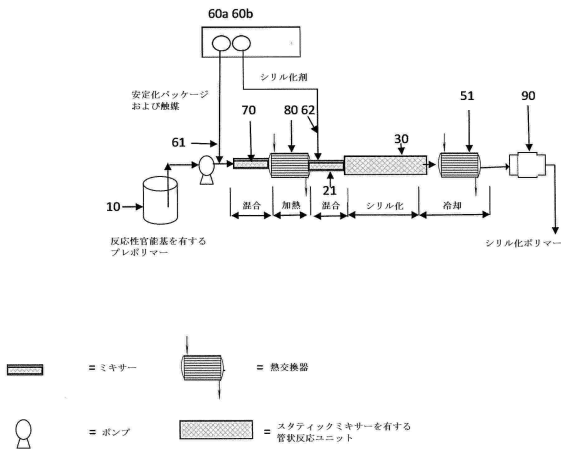 60a 60b
シリル化剤
安定化パッケージ
および触媒
70
80
62
51
90
61
30
21
10
混合
加熱
混合
シリル化
冷却
反応性官能基を有する
プレポリマー
シリル化ポリマー
= ミキサー
= 熱交換器
= ポンプ
= スタティックミキサーを有する
管状反応ユニット